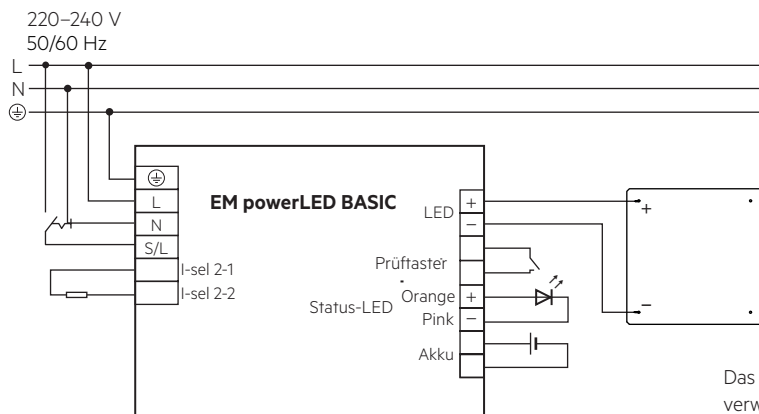 220–240 V
50/60 Hz
L
N
L
EM powerLED BASIC
N
S/L
I-sel 2-1
I-sel 2-2
LED
+
−
Prüftaster
Status-LED
Orange
+
Pink
−
Akku
+
−
Das
verw